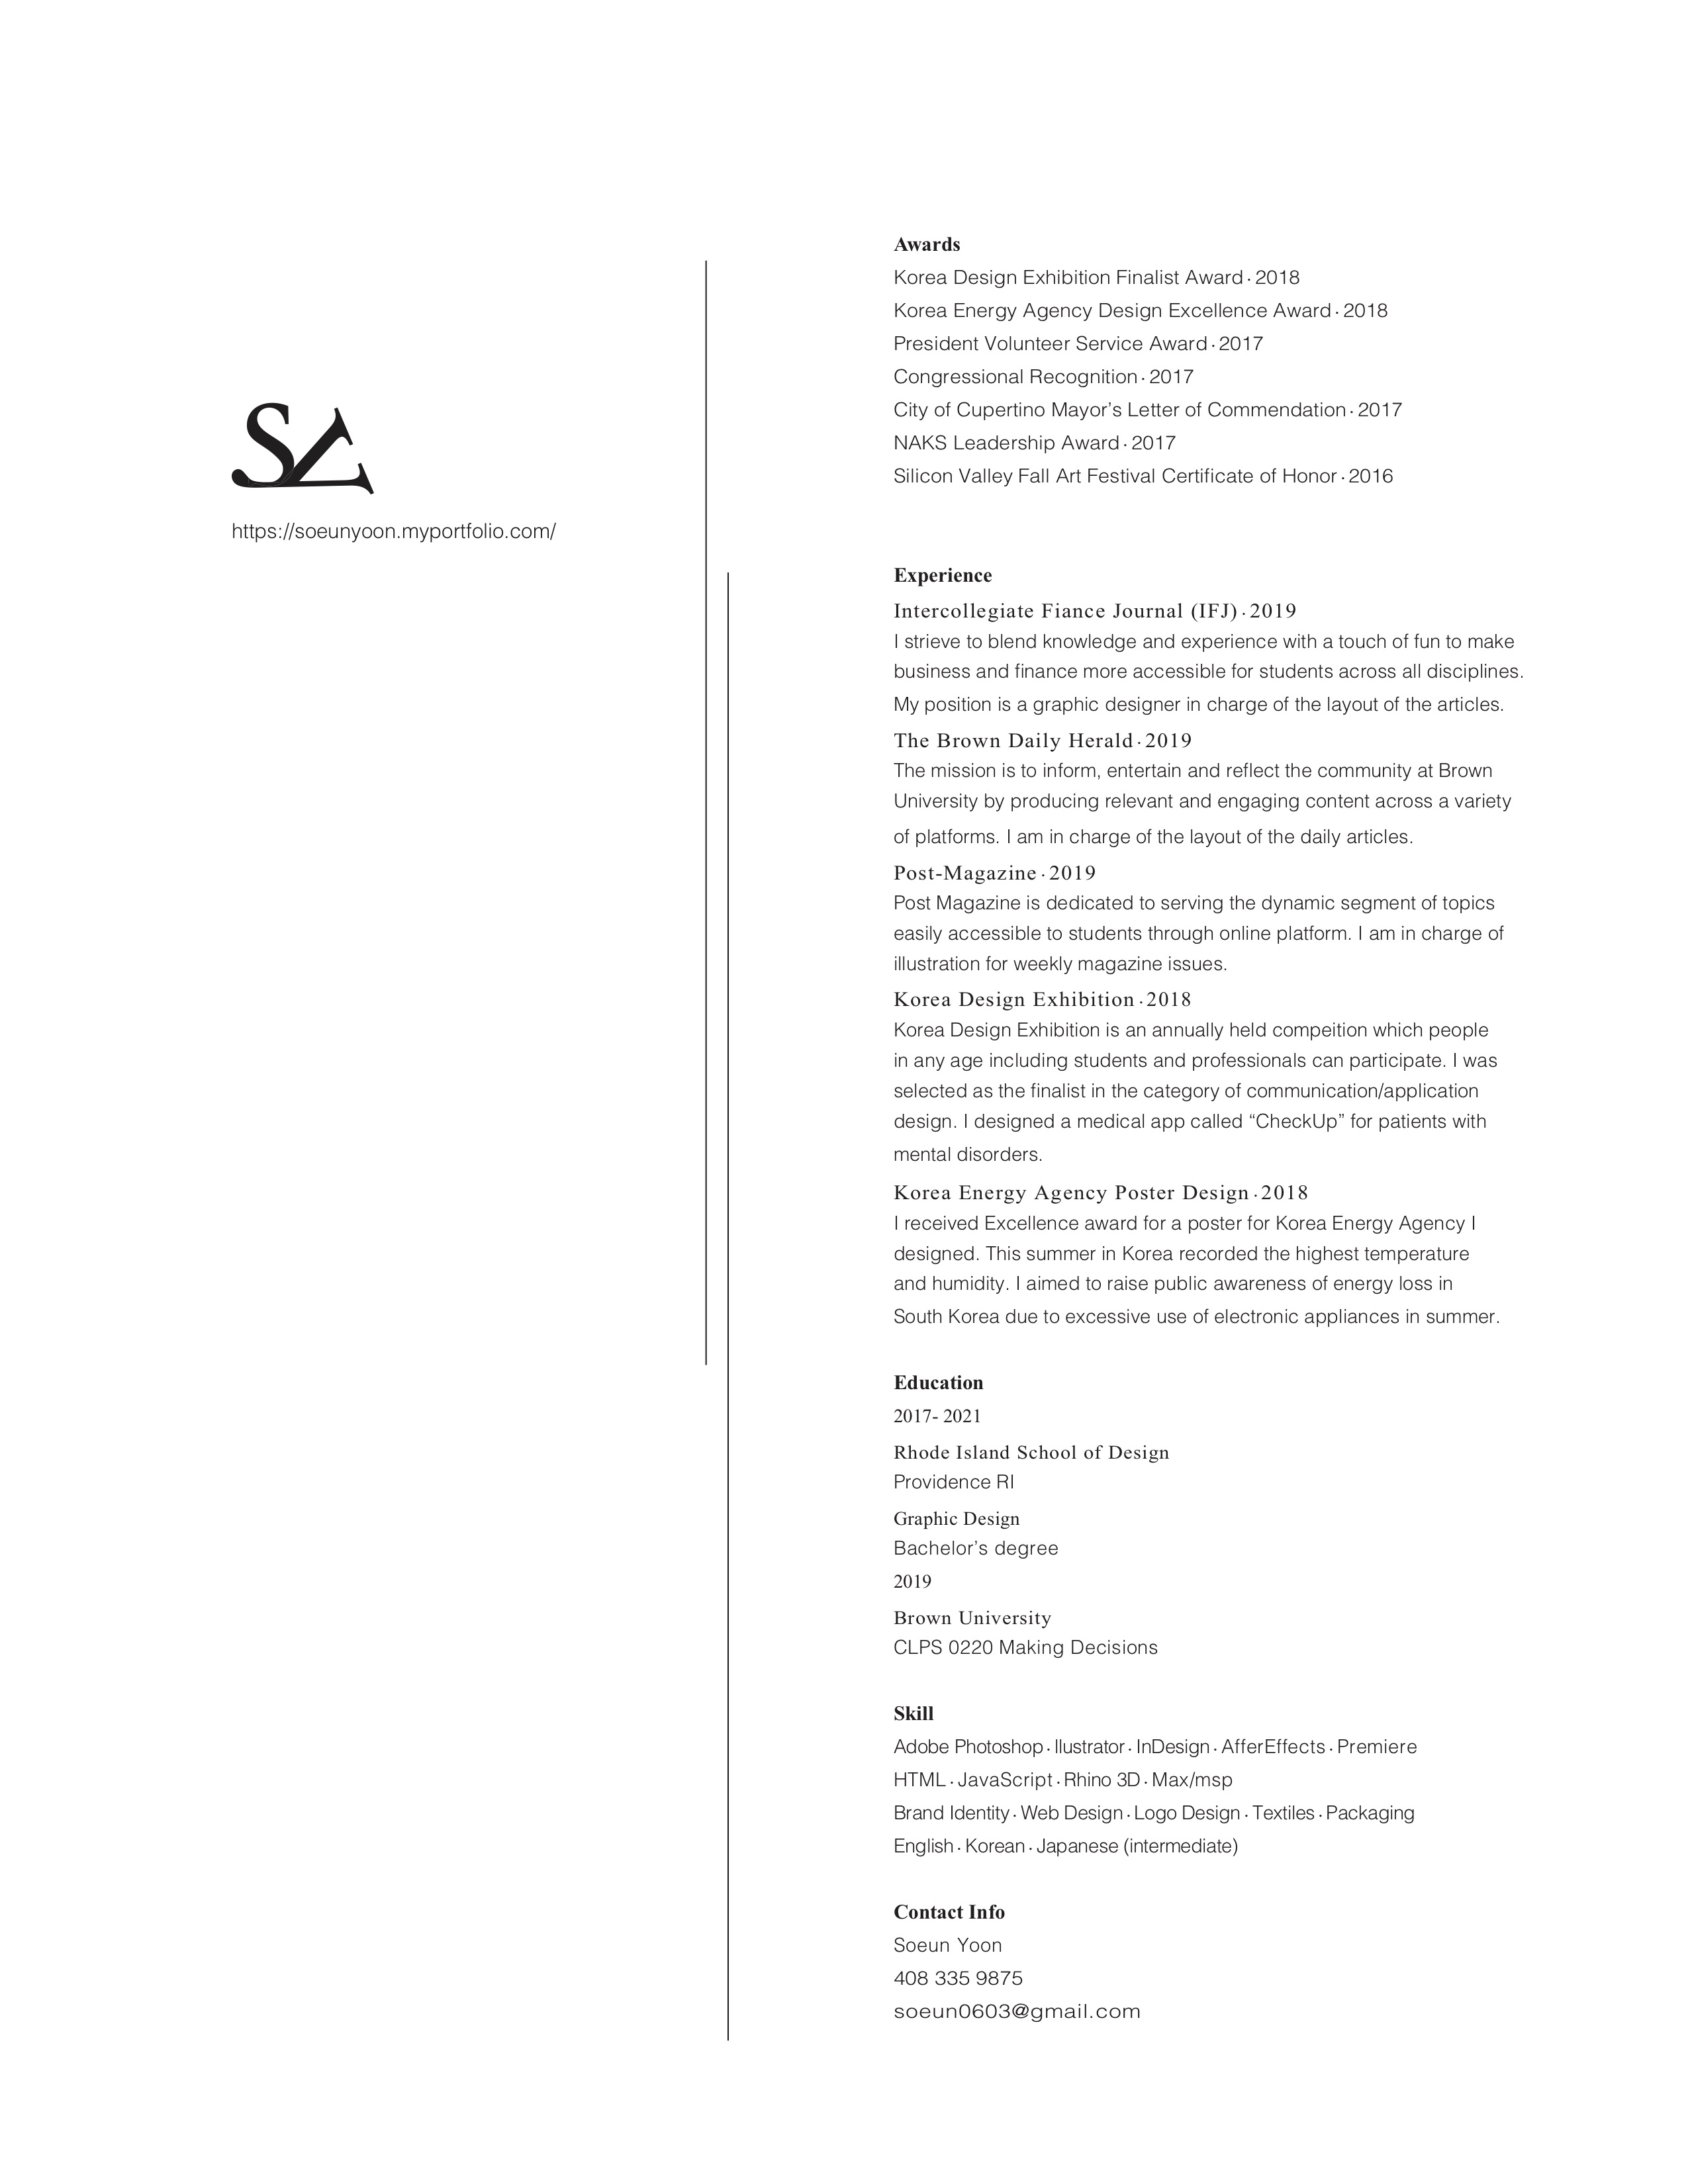 SY
https://soeunyoon.myportfolio.com/
Awards
Korea Design Exhibition Finalist Award · 2018
Korea Energy Agency Design Excellence Award · 2018
President Volunteer Service Award · 2017
Congressional Recognition · 2017
City of Cupertino Mayor’s Letter of Commendation · 2017
NAKS Leadership Award · 2017
Silicon Valley Fall Art Festival Certificate of Honor · 2016
Experience
Intercollegiate Fiance Journal (IFJ) · 2019
I strieve to blend knowledge and experience with a touch of fun to make
business and finance more accessible for students across all disciplines.
My position is a graphic designer in charge of the layout of the articles.
The Brown Daily Herald · 2019
The mission is to inform, entertain and reflect the community at Brown
University by producing relevant and engaging content across a variety
of platforms. I am in charge of the layout of the daily articles.
Post-Magazine · 2019
Post Magazine is dedicated to serving the dynamic segment of topics
easily accessible to students through online platform. I am in charge of
illustration for weekly magazine issues.
Korea Design Exhibition · 2018
Korea Design Exhibition is an annually held compeition which people
in any age including students and professionals can participate. I was
selected as the finalist in the category of communication/application
design. I designed a medical app called “CheckUp” for patients with
mental disorders.
Korea Energy Agency Poster Design · 2018
I received Excellence award for a poster for Korea Energy Agency I
designed. This summer in Korea recorded the highest temperature
and humidity. I aimed to raise public awareness of energy loss in
South Korea due to excessive use of electronic appliances in summer.
Education
2017- 2021
Rhode Island School of Design
Providence RI
Graphic Design
Bachelor’s degree
2019
Brown University
CLPS 0220 Making Decisions
Skill
Adobe Photoshop · llustrator · InDesign · AfferEffects · Premiere
HTML · JavaScript · Rhino 3D · Max/msp
Brand Identity · Web Design · Logo Design · Textiles · Packaging
English · Korean · Japanese (intermediate)
Contact Info
Soeun Yoon
408 335 9875
soeun0603@gmail.com